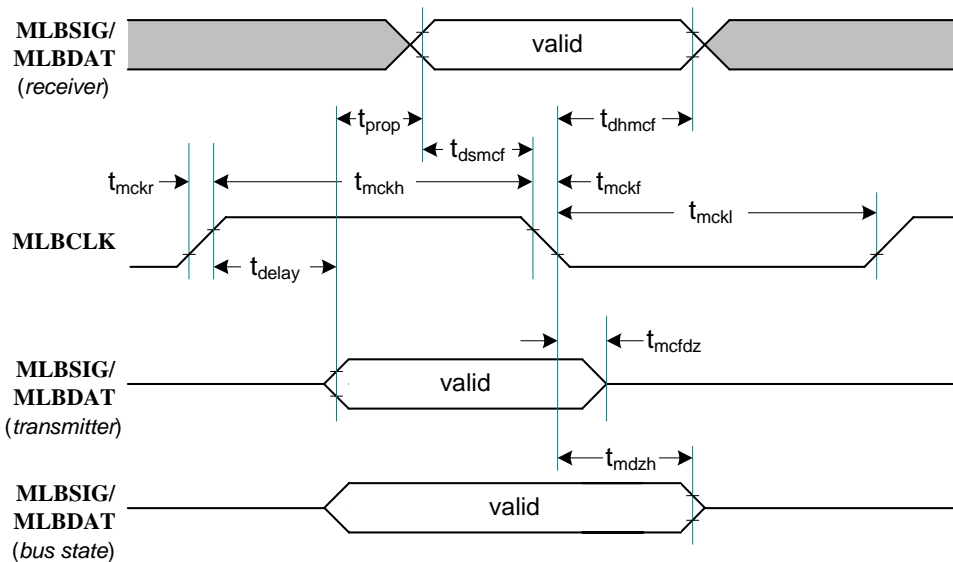 MLBSIG/
MLBDAT
(receiver)
valid
tprop
tdhmcf
tdsmcf
tmckr
tmckh
tmckf
tmckl
MLBCLK
tdelay
tmcfdz
MLBSIG/
MLBDAT
(transmitter)
valid
tmdzh
MLBSIG/
MLBDAT
(bus state)
valid